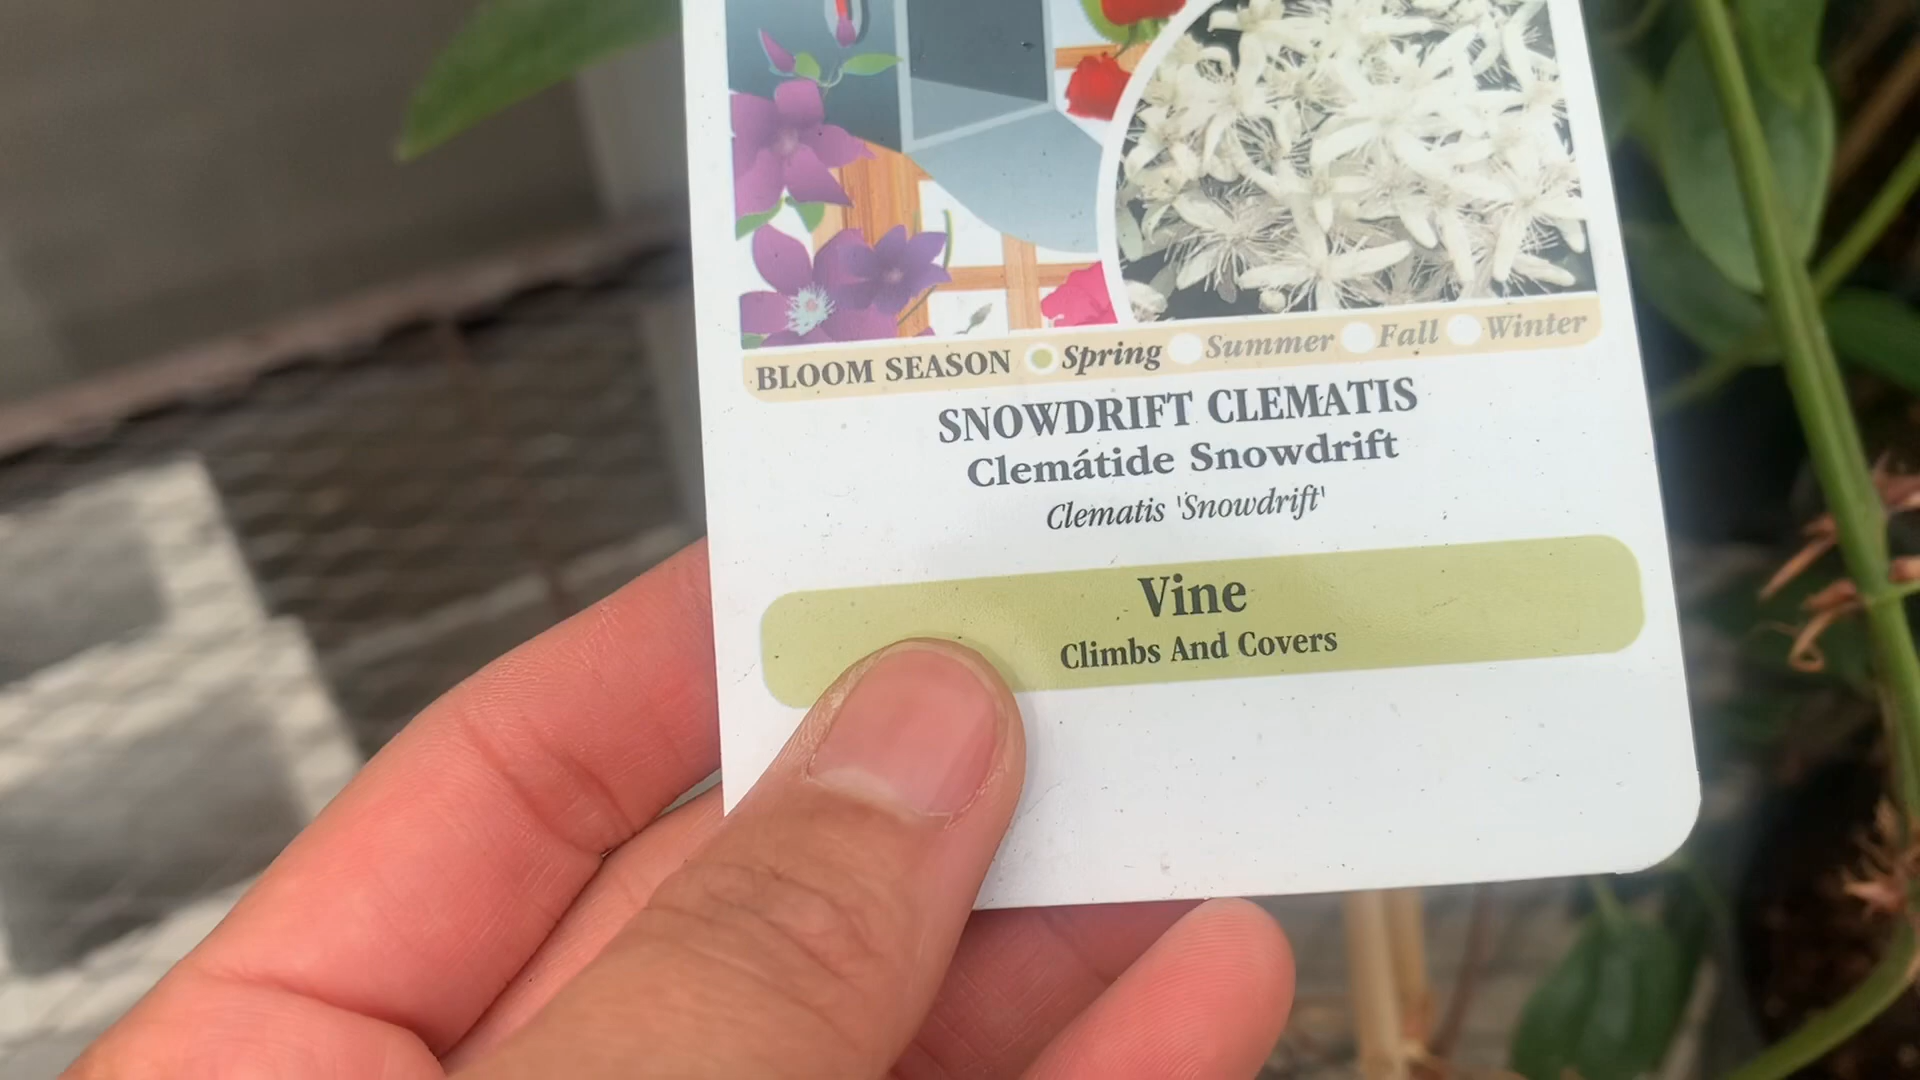 BLOOM SEASON Spring Summer Fall Winter
SNOWDRIFT CLEMATIS
Clemátide Snowdrift
Clematis 'Snowdrift'
Vine
Climbs And Covers